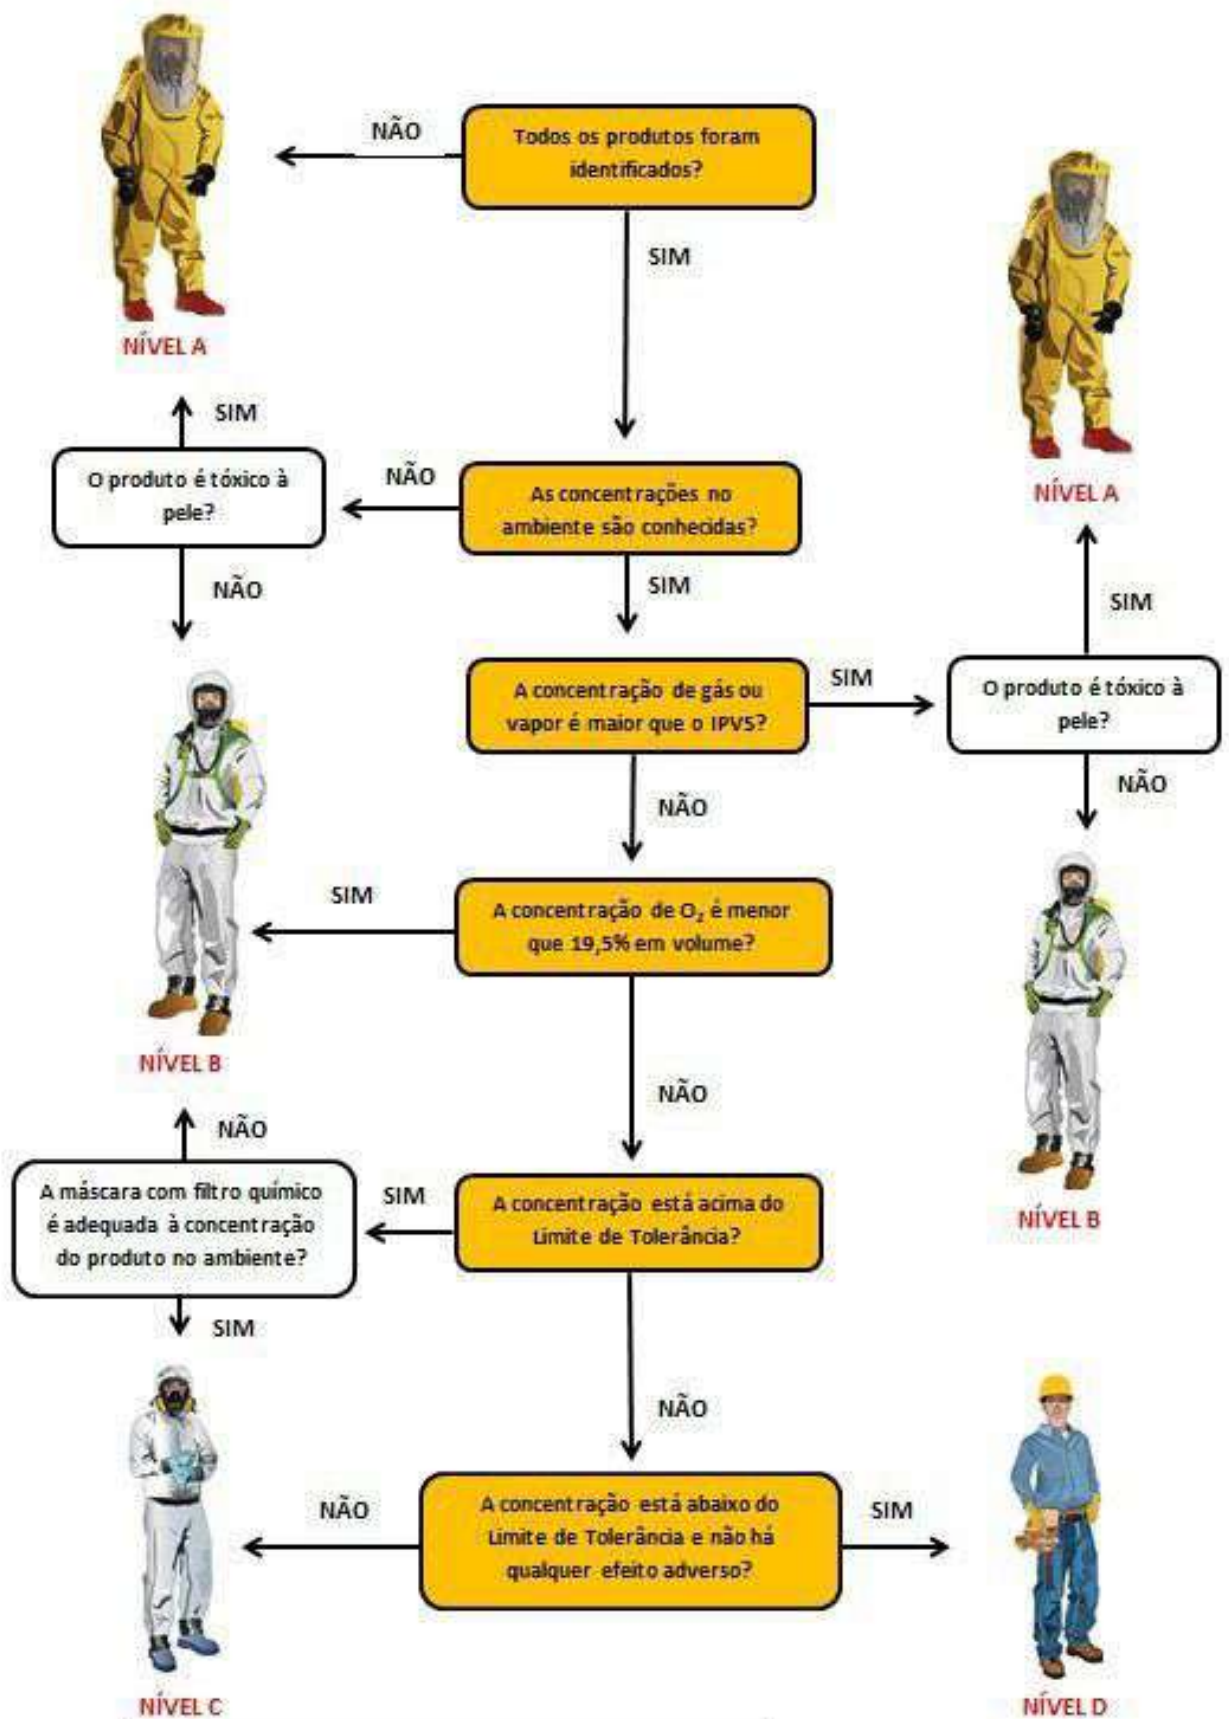 NÃO
Todos os produtos foram
identificados?
SIM
NÍVEL A
SIM
O produto é tóxico à
pele?
NÃO
As concentrações no
ambiente são conhecidas?
NÍVEL A
NÃO
SIM
SIM
A concentração de gás ou
vapor é maior que o IPVS?
SIM
O produto é tóxico à
pele?
NÃO
NÃO
SIM
A concentração de O₂ é menor
que 19,5% em volume?
NÍVEL B
NÃO
NÃO
A máscara com filtro químico
é adequada à concentração
do produto no ambiente?
SIM
A concentração está acima do
Limite de Tolerância?
NÍVEL B
SIM
NÃO
NÃO
A concentração está abaixo do
Limite de Tolerância e não há
qualquer efeito adverso?
SIM
NÍVEL C
NÍVEL D